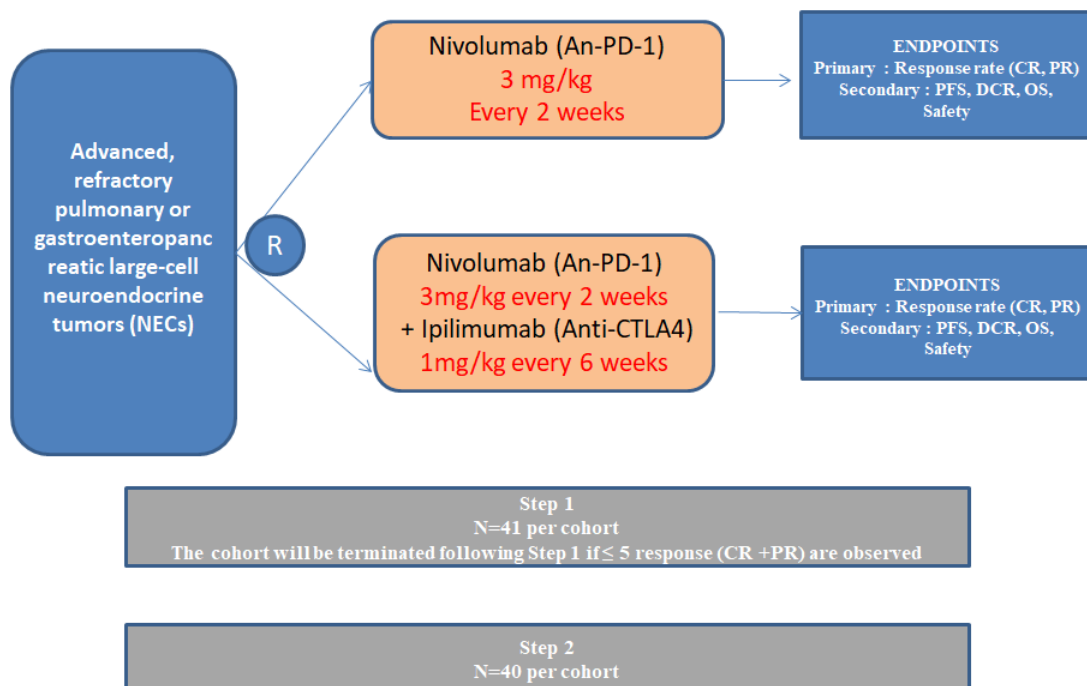 Advanced,
refractory
pulmonary or
gastroenteropanc
reatic large-cell
neuroendocrine
tumors (NECs)
R
Nivolumab (An-PD-1)
3 mg/kg
Every 2 weeks
ENDPOINTS
Primary : Response rate (CR, PR)
Secondary : PFS, DCR, OS,
Safety
Nivolumab (An-PD-1)
3mg/kg every 2 weeks
+ Ipilimumab (Anti-CTLA4)
1mg/kg every 6 weeks
ENDPOINTS
Primary : Response rate (CR, PR)
Secondary : PFS, DCR, OS,
Safety
Step 1
N=41 per cohort
The cohort will be terminated following Step 1 if ≤ 5 response (CR +PR) are observed
Step 2
N=40 per cohort